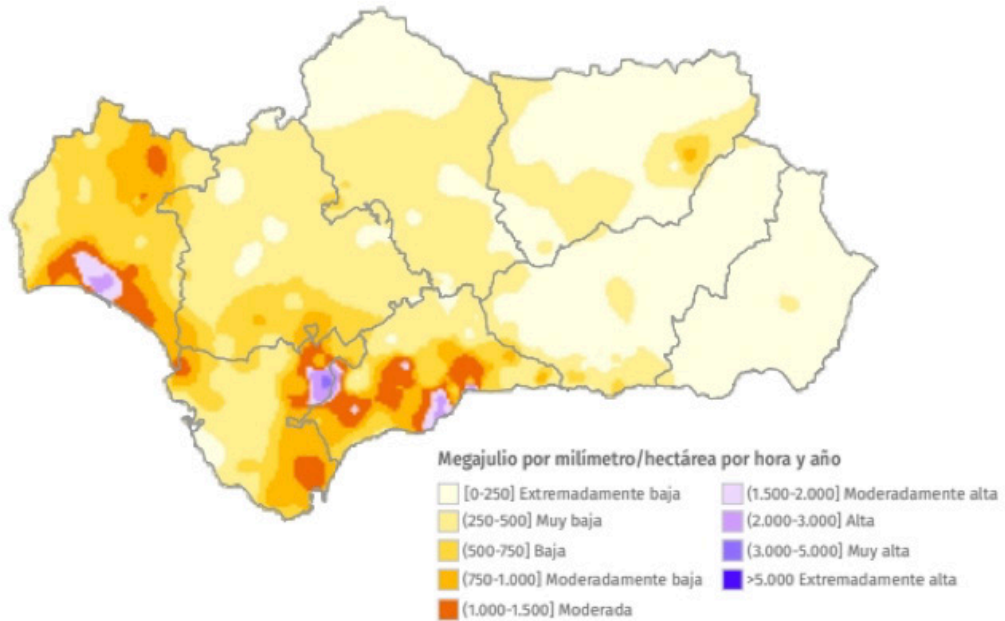 Megajulio por milímetro/hectárea por hora y año
[0-250] Extremadamente baja
(250-500] Muy baja
(500-750] Baja
(750-1.000] Moderadamente baja
(1.000-1.500] Moderada
(1.500-2.000] Moderadamente alta
(2.000-3.000] Alta
(3.000-5.000] Muy alta
>5.000 Extremadamente alta